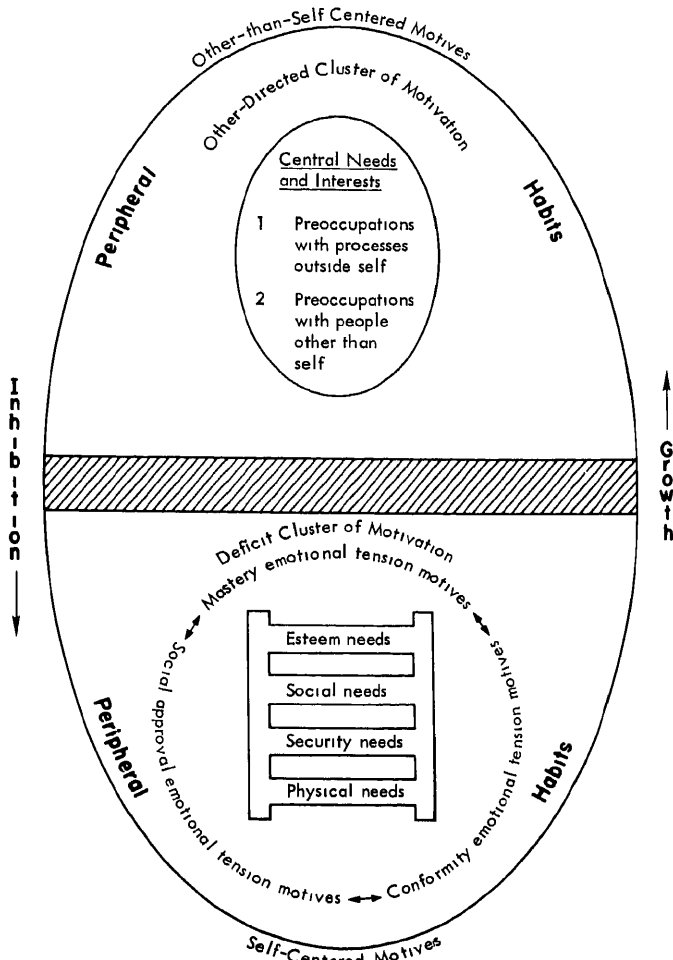 Other-than-Self Centered Motives
Other-Directed Cluster of Motivation
Central Needs
and Interests
1 Preoccupations
with processes
outside self
2 Preoccupations
with people
other than
self
Peripheral
Habits
Inhibition
Growth
Deficit Cluster of Motivation
Mastery emotional tension motives
Social approval emotional tension motives
Conformity emotional tension motives
Esteem needs
Social needs
Security needs
Physical needs
Peripheral
Habits
Self-Centered Motives